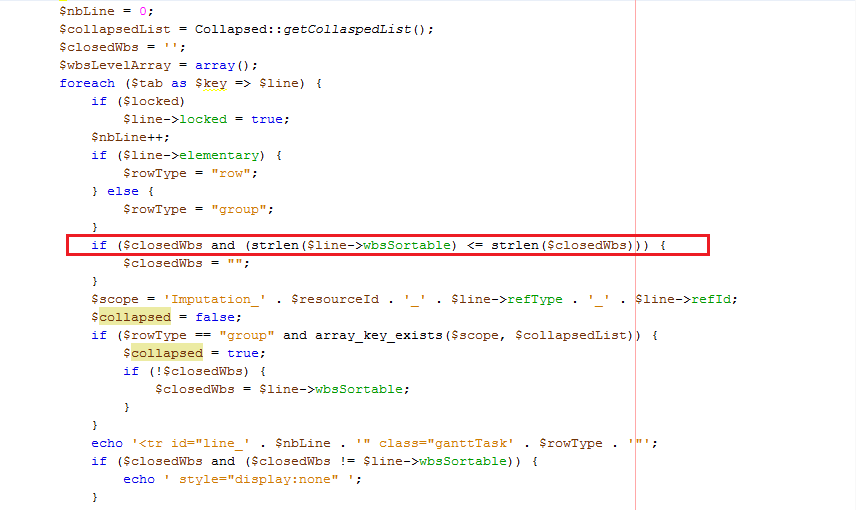 $nbLine = 0;
$collapsedList = Collapsed::getCollaspedList();
$closedWbs = '';
$wbsLevelArray = array();
foreach ($tab as $key => $line) {
if ($locked)
$line->locked = true;
$nbLine++;
if ($line->elementary) {
$rowType = "row";
} else {
$rowType = "group";
}
if ($closedWbs and (strlen($line->wbsSortable) <= strlen($closedWbs))) {
$closedWbs = "";
}
$scope = 'Imputation_' . $resourceId . '_' . $line->refType . '_' . $line->refId;
$collapsed = false;
if ($rowType == "group" and array_key_exists($scope, $collapsedList)) {
$collapsed = true;
if (!$closedWbs) {
$closedWbs = $line->wbsSortable;
}
}
echo '<tr id="line_' . $nbLine . '" class="ganttTask' . $rowType . '"';
if ($closedWbs and ($closedWbs != $line->wbsSortable)) {
echo ' style="display:none" ';
}